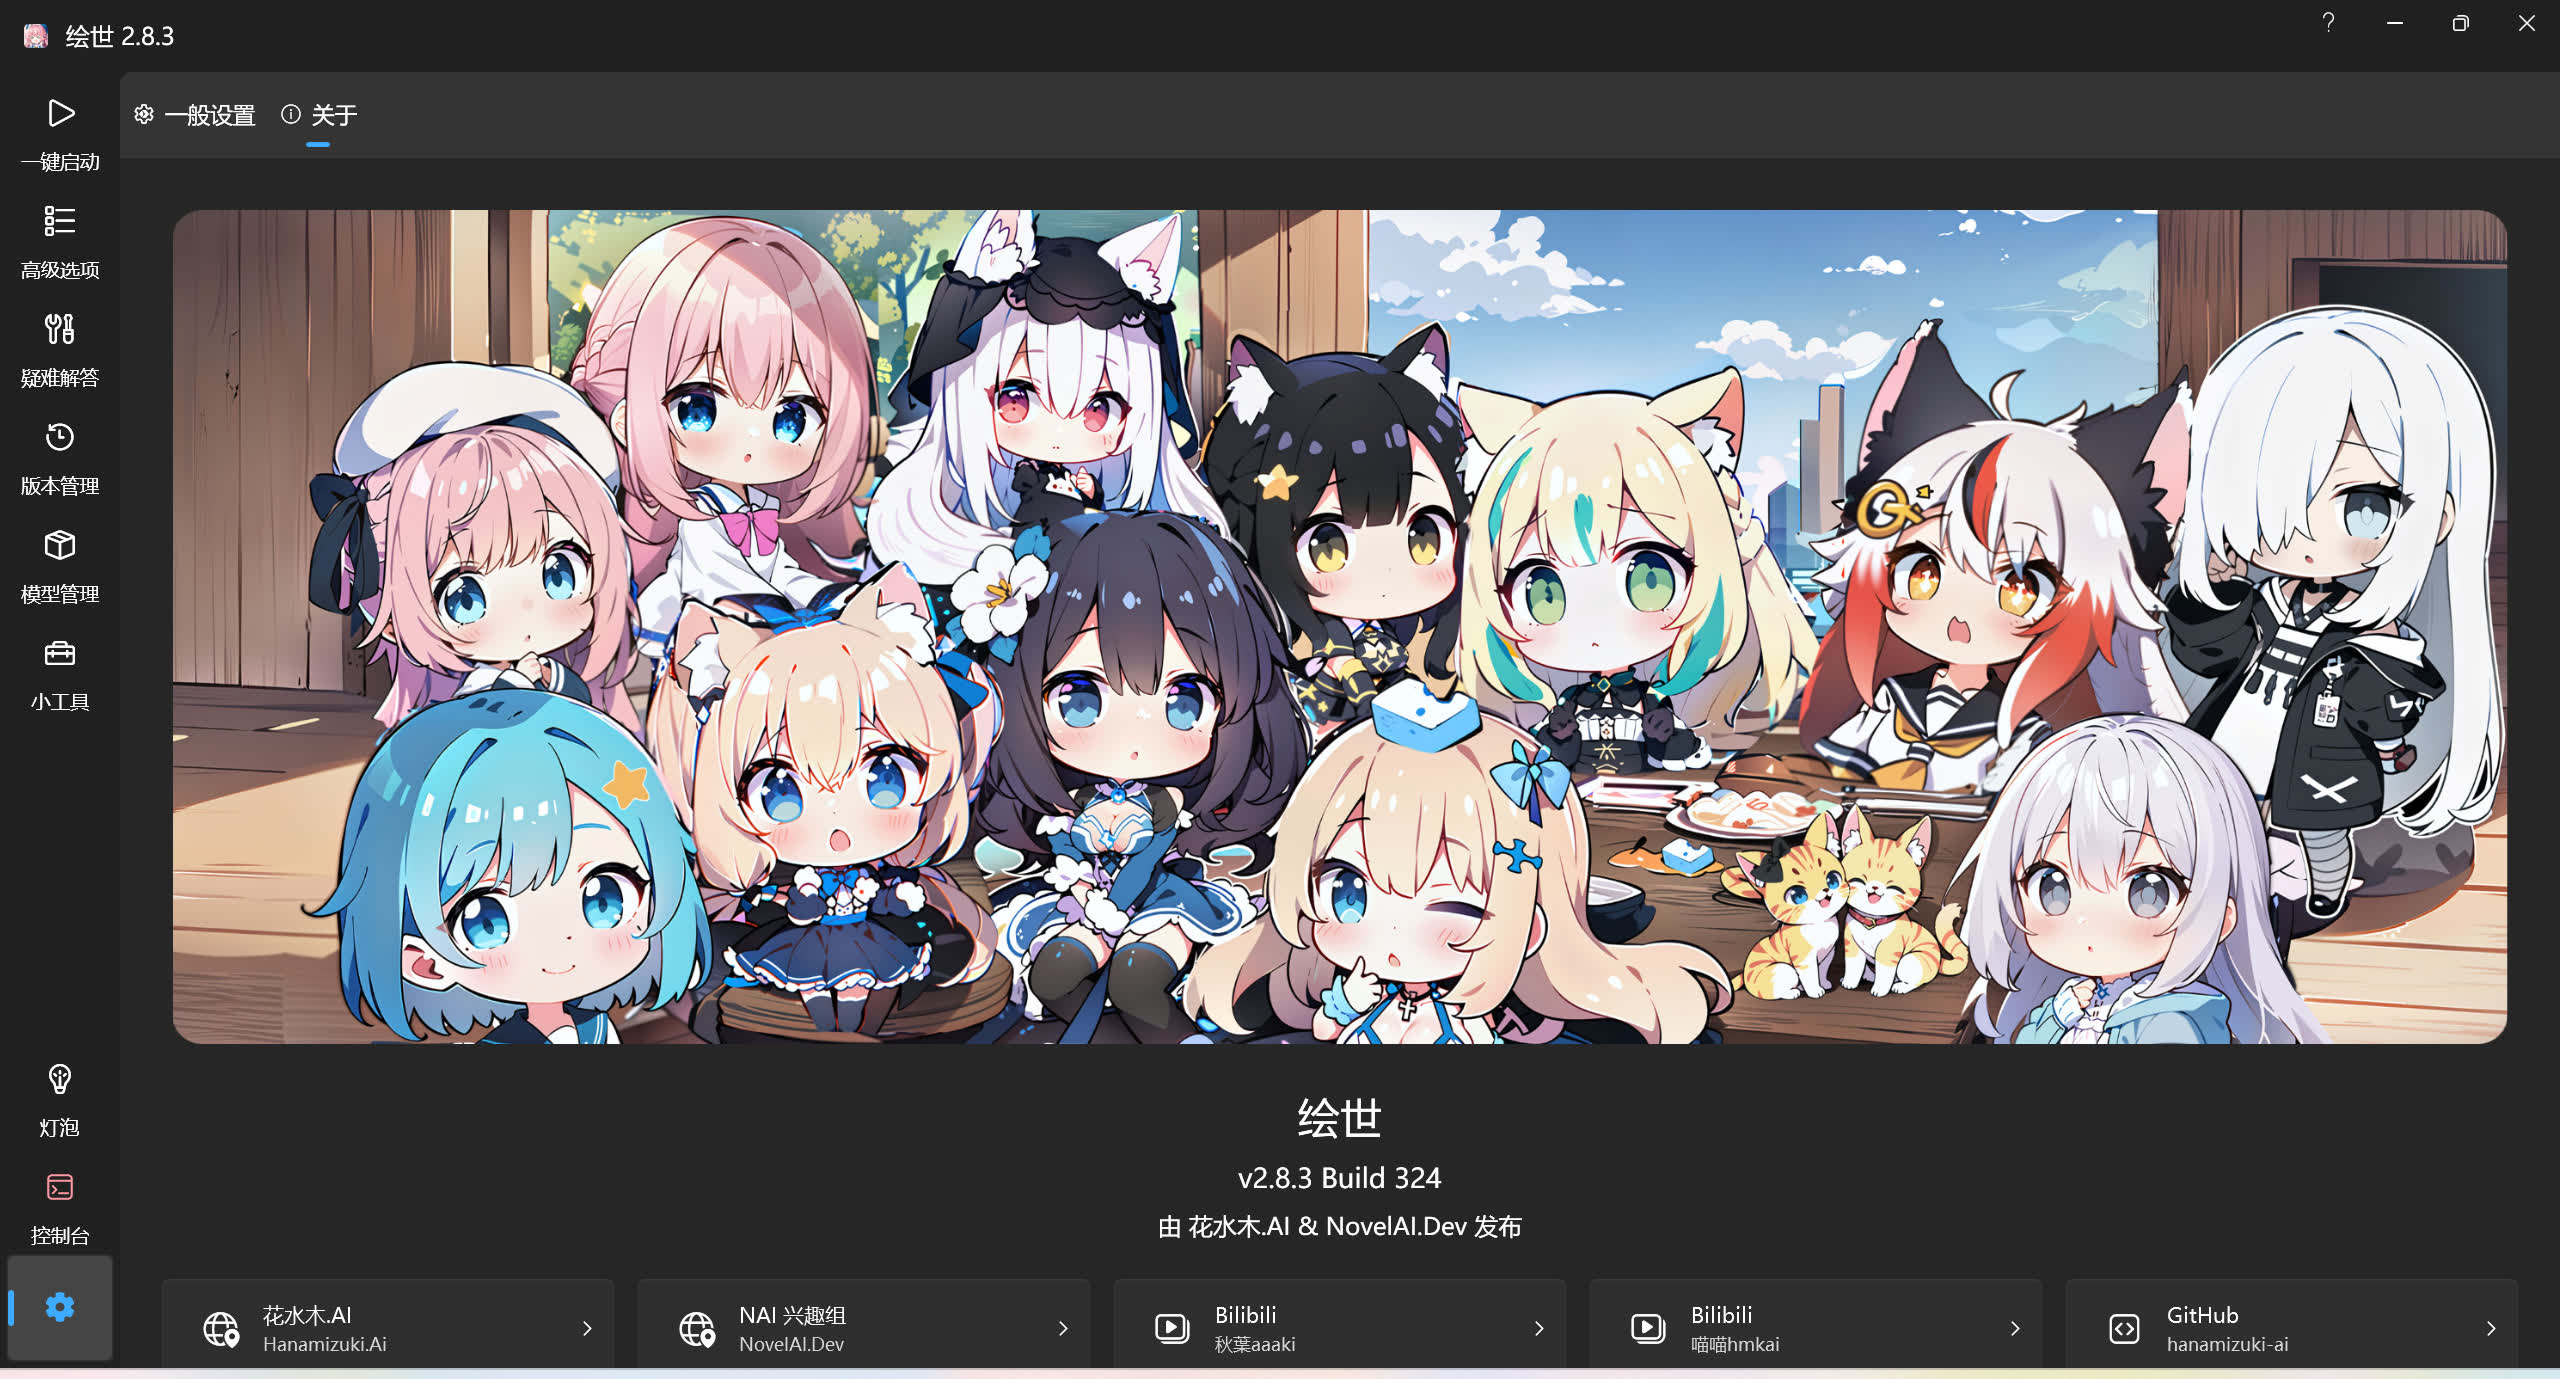 绘世 2.8.3
一般设置
关于
一键启动
高级选项
疑难解答
版本管理
模型管理
小工具
灯泡
控制台
绘世
v2.8.3 Build 324
由 花水木.AI & NovelAI.Dev 发布
花水木.AI
Hanamizuki.Ai
NAI 兴趣组
NovelAI.Dev
Bilibili
秋葉aaaki
Bilibili
喵喵hmkai
GitHub
hanamizuki-ai